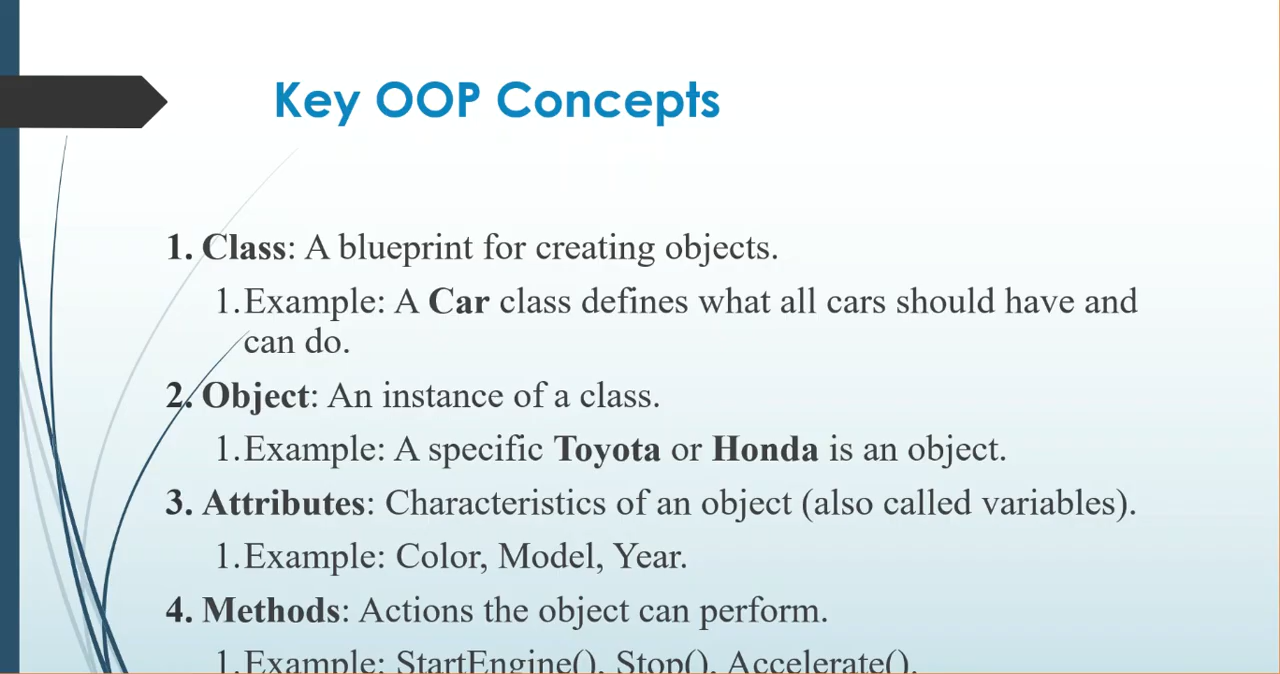 Key OOP Concepts
1. Class: A blueprint for creating objects.
1.Example: A Car class defines what all cars should have and
can do.
2. Object: An instance of a class.
1.Example: A specific Toyota or Honda is an object.
3. Attributes: Characteristics of an object (also called variables).
1.Example: Color, Model, Year.
4. Methods: Actions the object can perform.
1.Example: StartEngine(), Stop(), Accelerate().